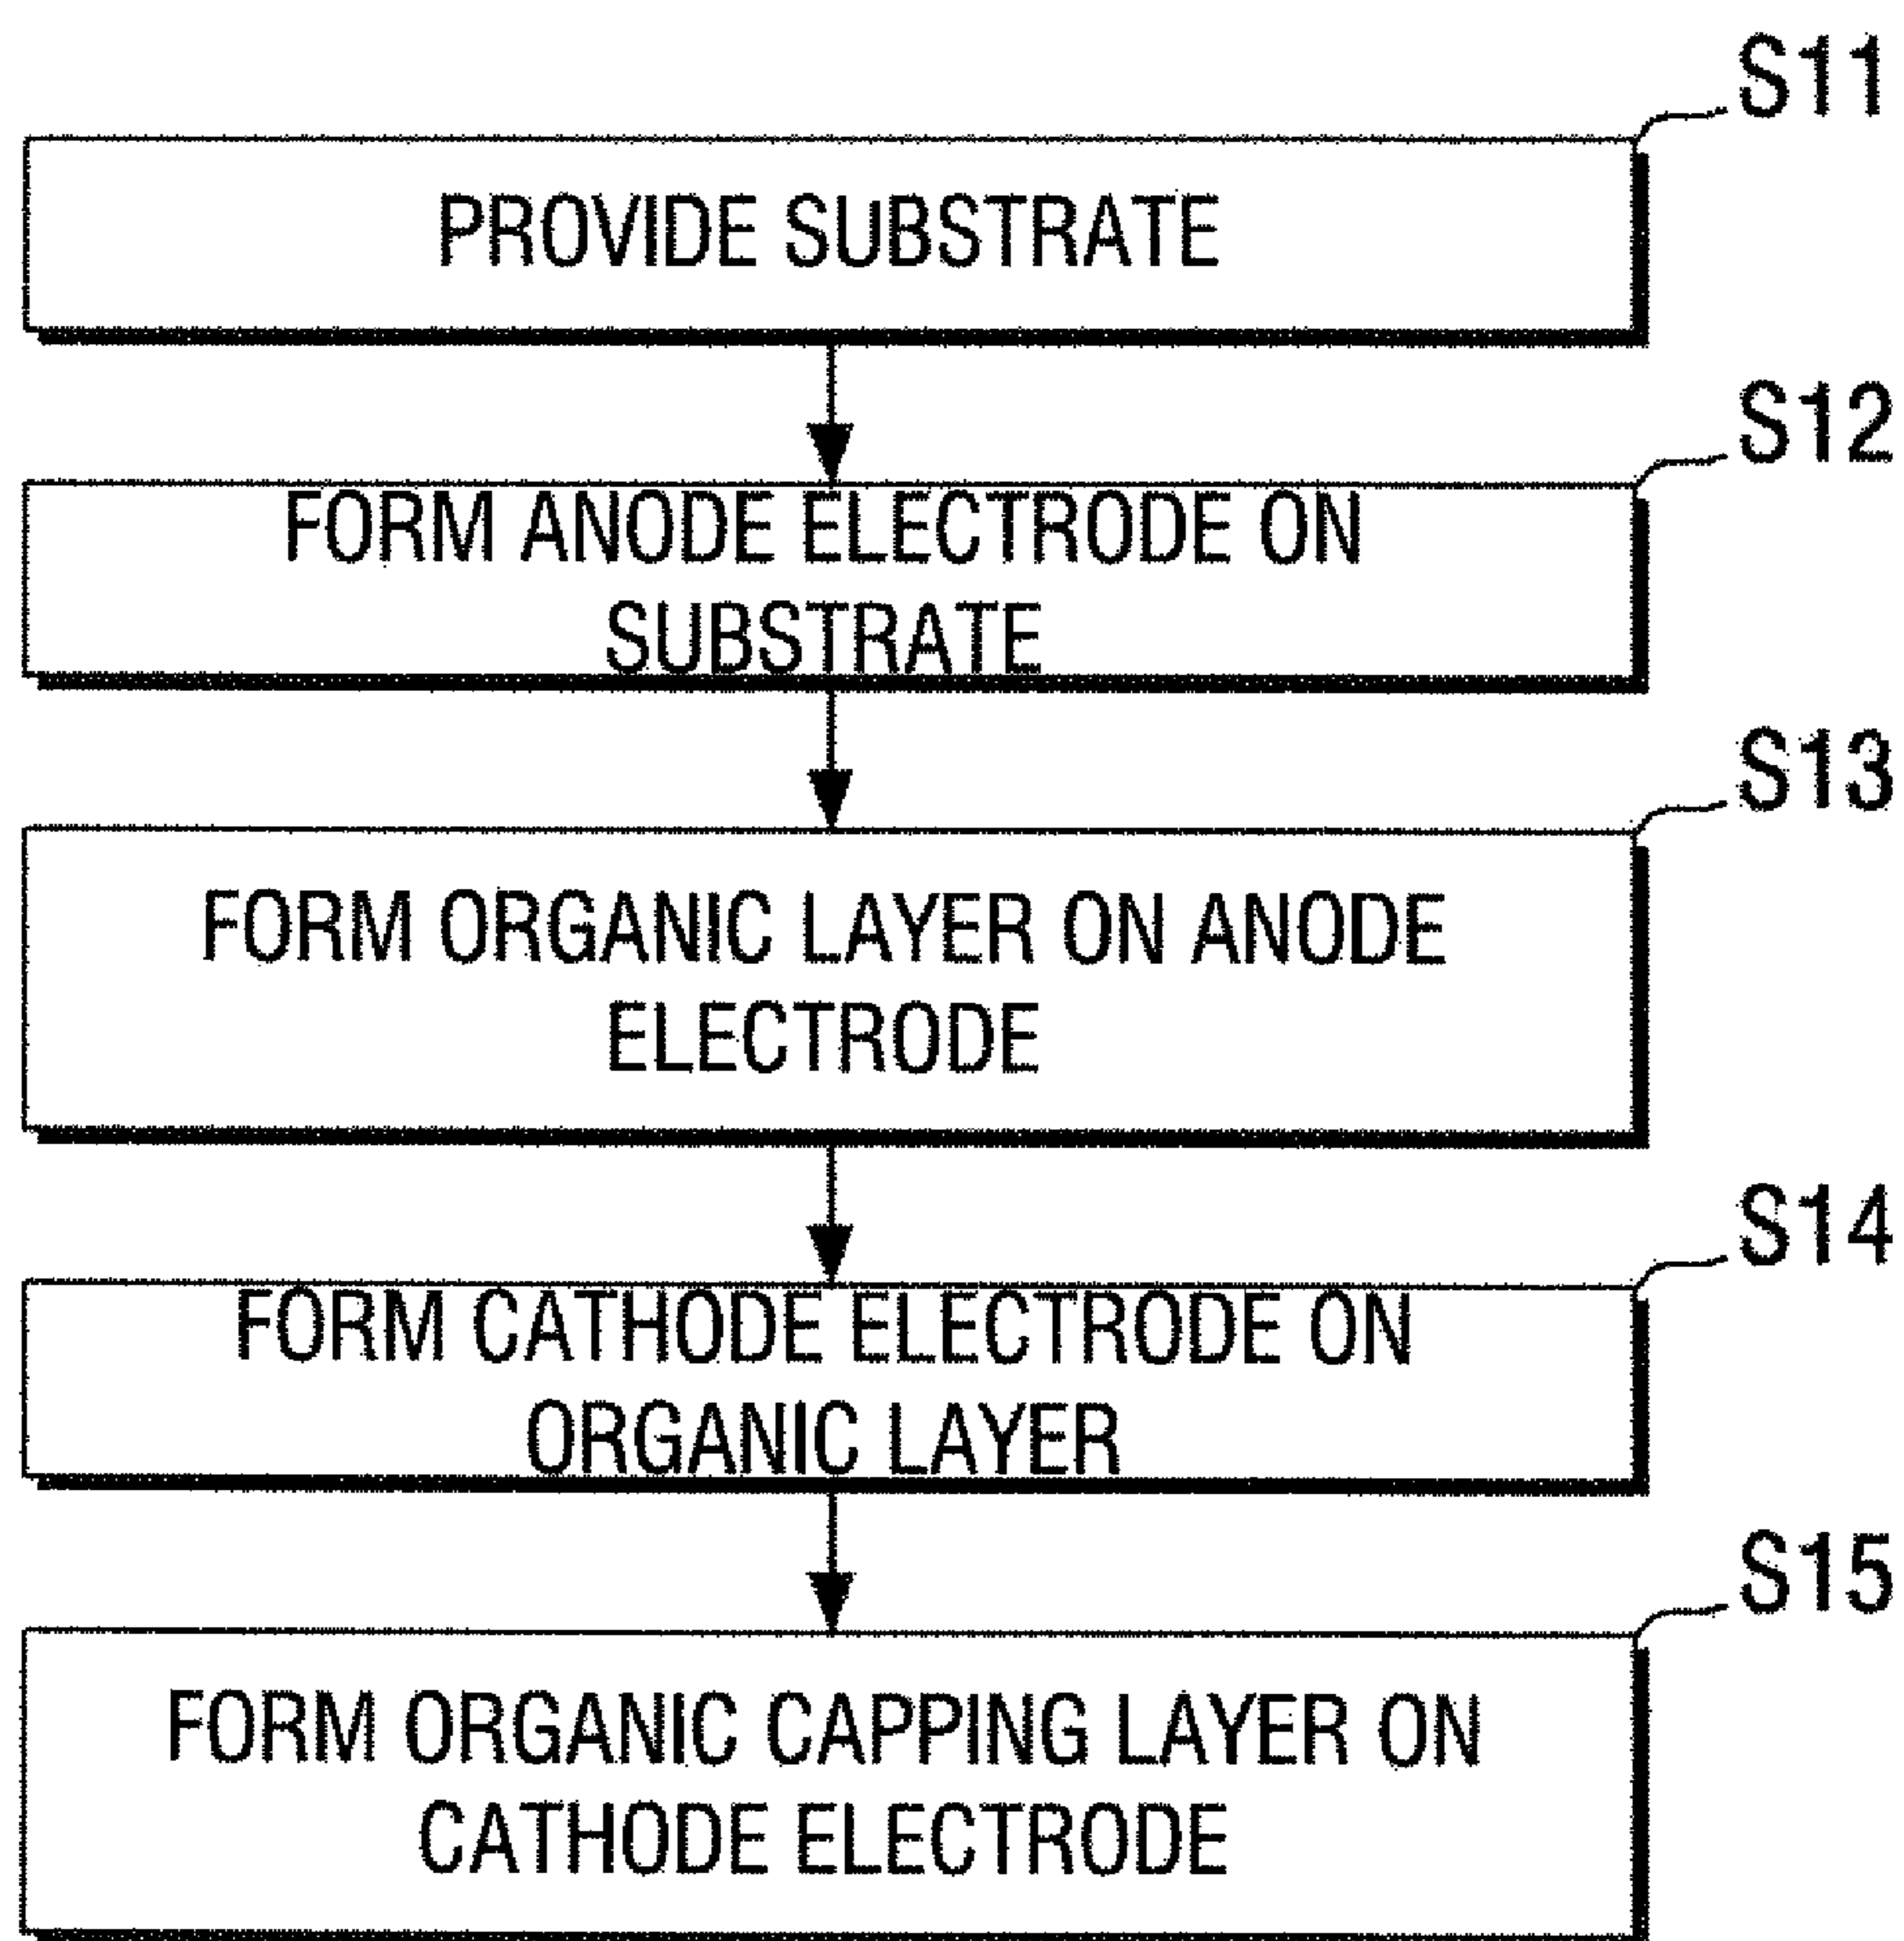 S11
PROVIDE SUBSTRATE
S12
FORM ANODE ELECTRODE ON
SUBSTRATE
S13
FORM ORGANIC LAYER ON ANODE
ELECTRODE
S14
FORM CATHODE ELECTRODE ON
ORGANIC LAYER
S15
FORM ORGANIC CAPPING LAYER ON
CATHODE ELECTRODE